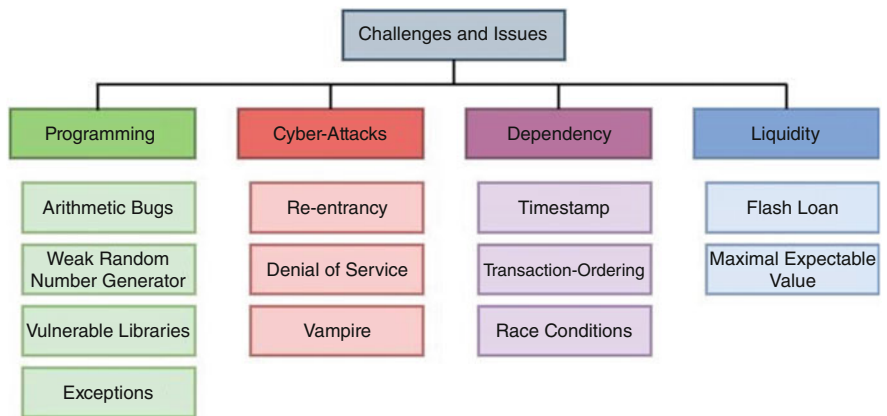 Challenges and Issues
Programming
Cyber-Attacks
Dependency
Liquidity
Arithmetic Bugs
Weak Random
Number Generator
Vulnerable Libraries
Exceptions
Re-entrancy
Denial of Service
Vampire
Timestamp
Transaction-Ordering
Race Conditions
Flash Loan
Maximal Expectable
Value